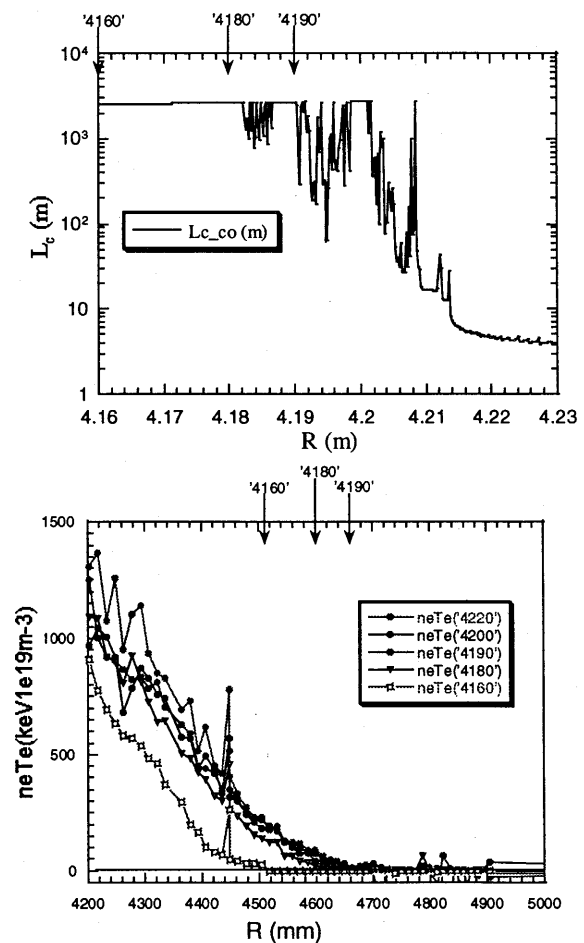 '4160' '4180' '4190'
10⁴
10³
10²
10
1
L_c (m)
Lc_co (m)
4.16 4.17 4.18 4.19 4.2 4.21 4.22 4.23
R (m)
'4180'
'4160' '4190'
1500
1000
500
0
neTe(keV1e19m-3)
neTe('4220')
neTe('4200')
neTe('4190')
neTe('4180')
neTe('4160')
4200 4300 4400 4500 4600 4700 4800 4900 5000
R (mm)